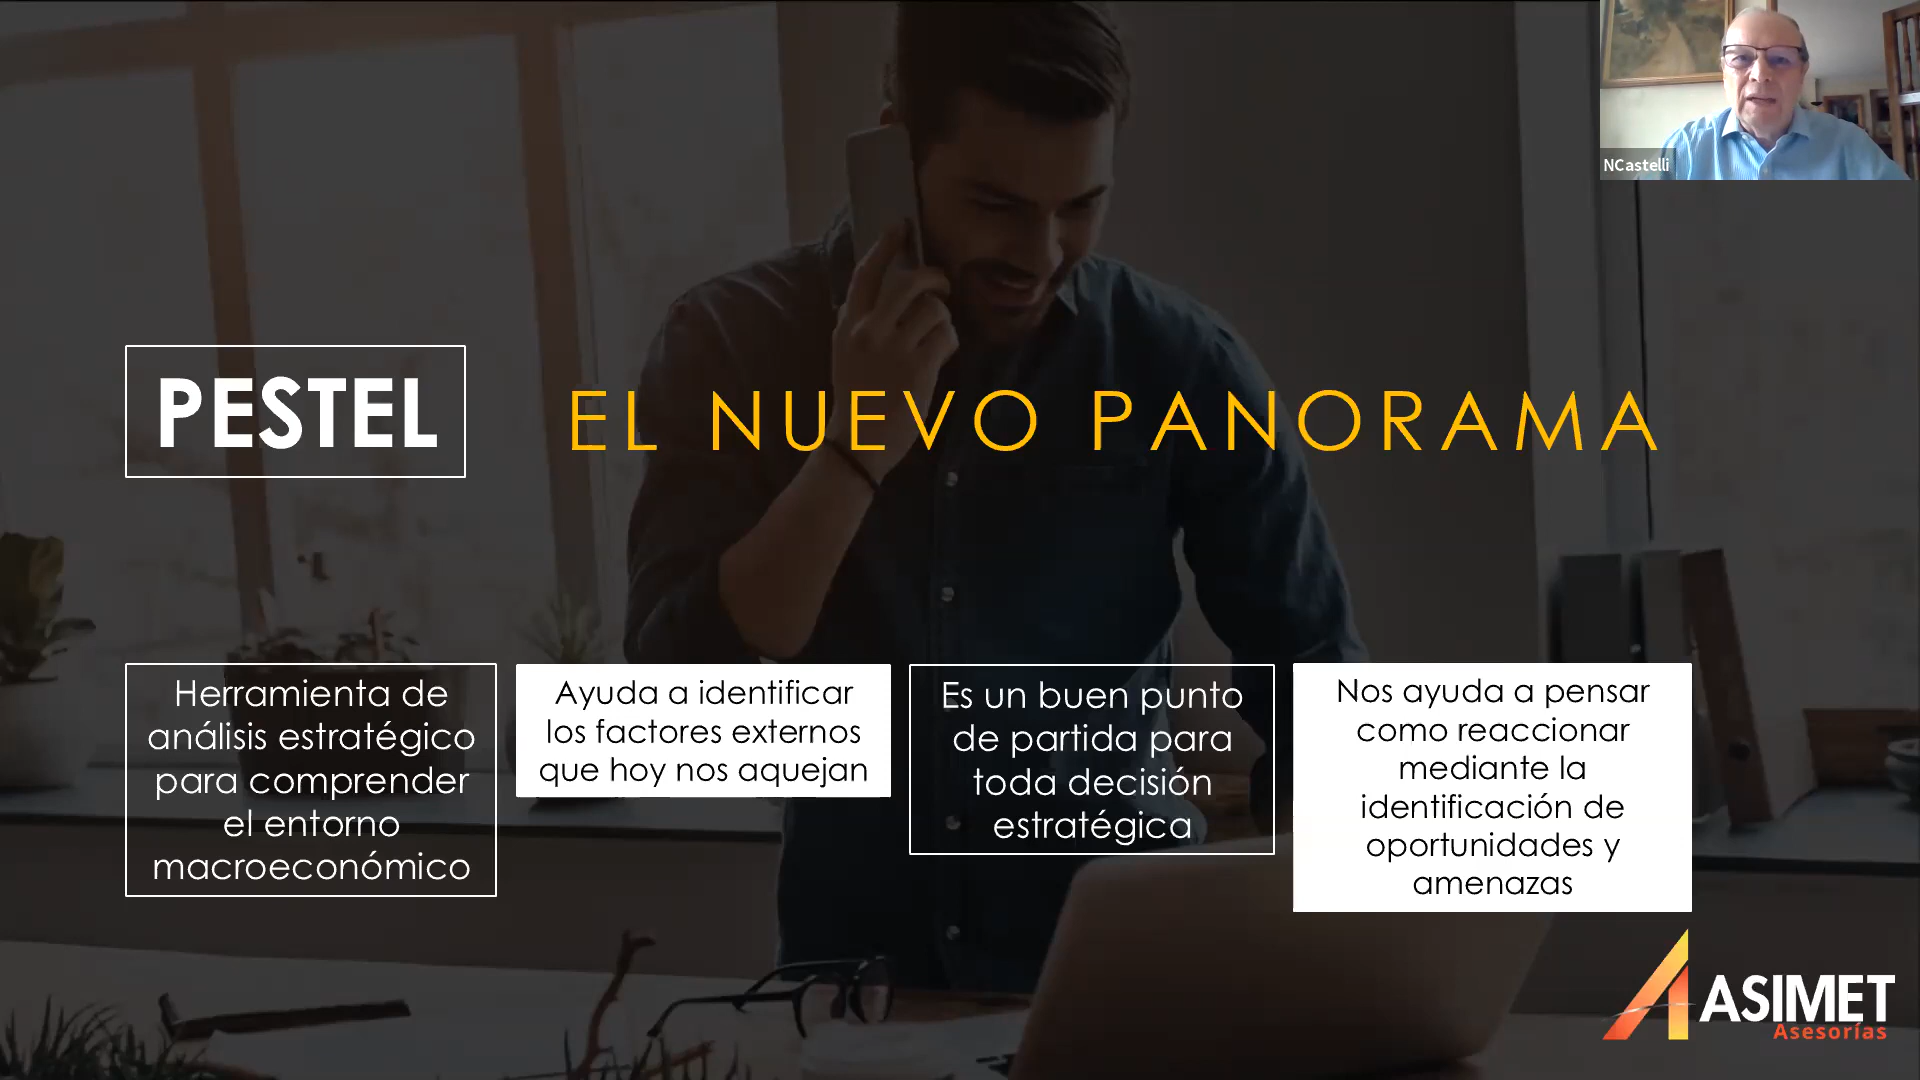 NCastelli
PESTEL
EL NUEVO PANORAMA
Herramienta de
análisis estratégico
para comprender
el entorno
macroeconómico
Ayuda a identificar
los factores externos
que hoy nos aquejan
Es un buen punto
de partida para
toda decisión
estratégica
Nos ayuda a pensar
como reaccionar
mediante la
identificación de
oportunidades y
amenazas
ASIMET
Asesorías